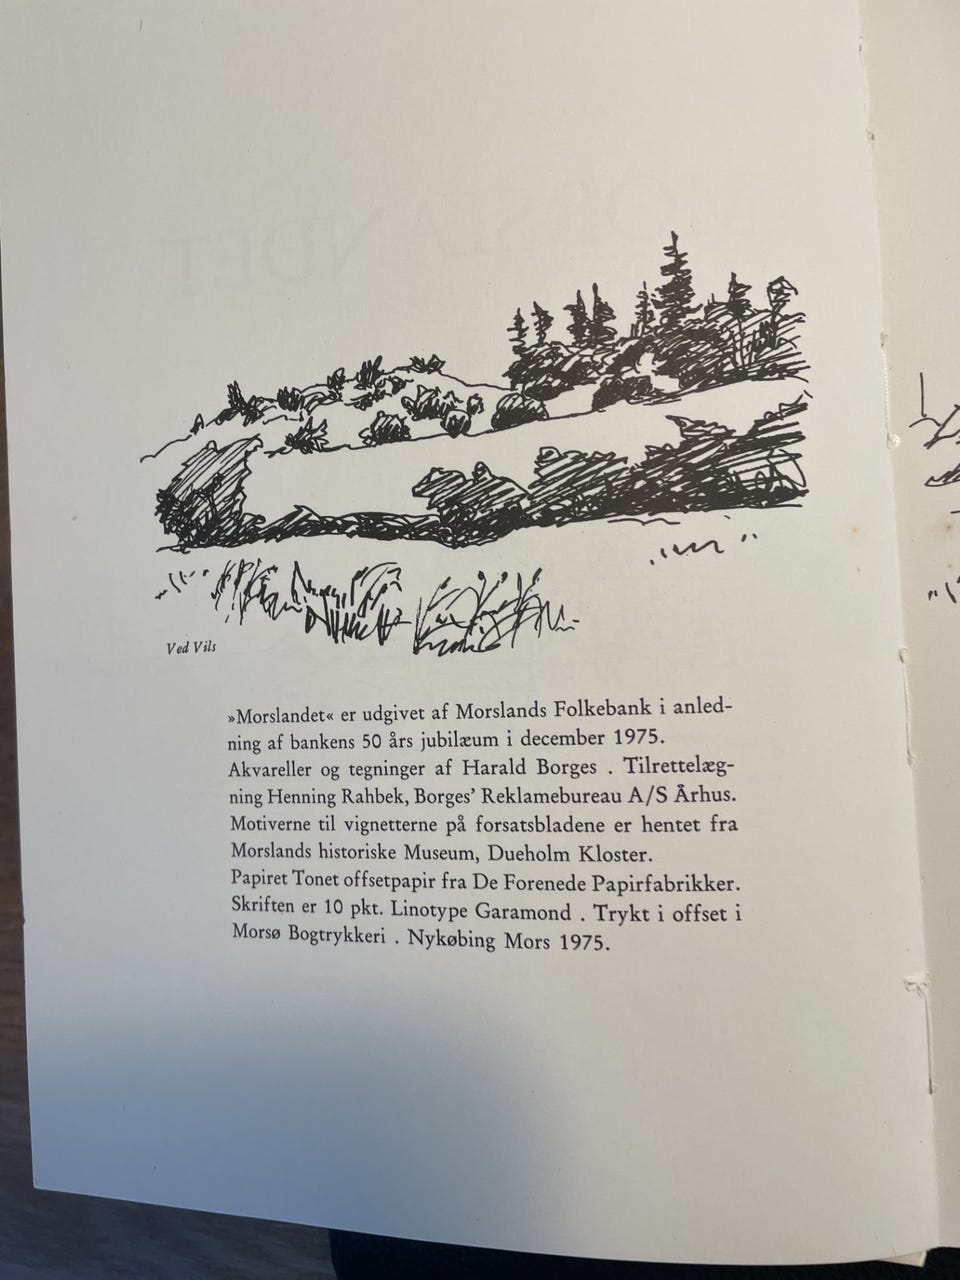 Ved Vils
»Morslandet« er udgivet af Morslands Folkebank i anled-
ning af bankens 50 års jubilæum i december 1975.
Akvareller og tegninger af Harald Borges . Tilrettelæg-
ning Henning Rahbek, Borges’ Reklamebureau A/S Århus.
Motiverne til vignetterne på forsatsbladene er hentet fra
Morslands historiske Museum, Dueholm Kloster.
Papiret Tonet offsetpapir fra De Forenede Papirfabrikker.
Skriften er 10 pkt. Linotype Garamond . Trykt i offset i
Morsø Bogtrykkeri . Nykøbing Mors 1975.